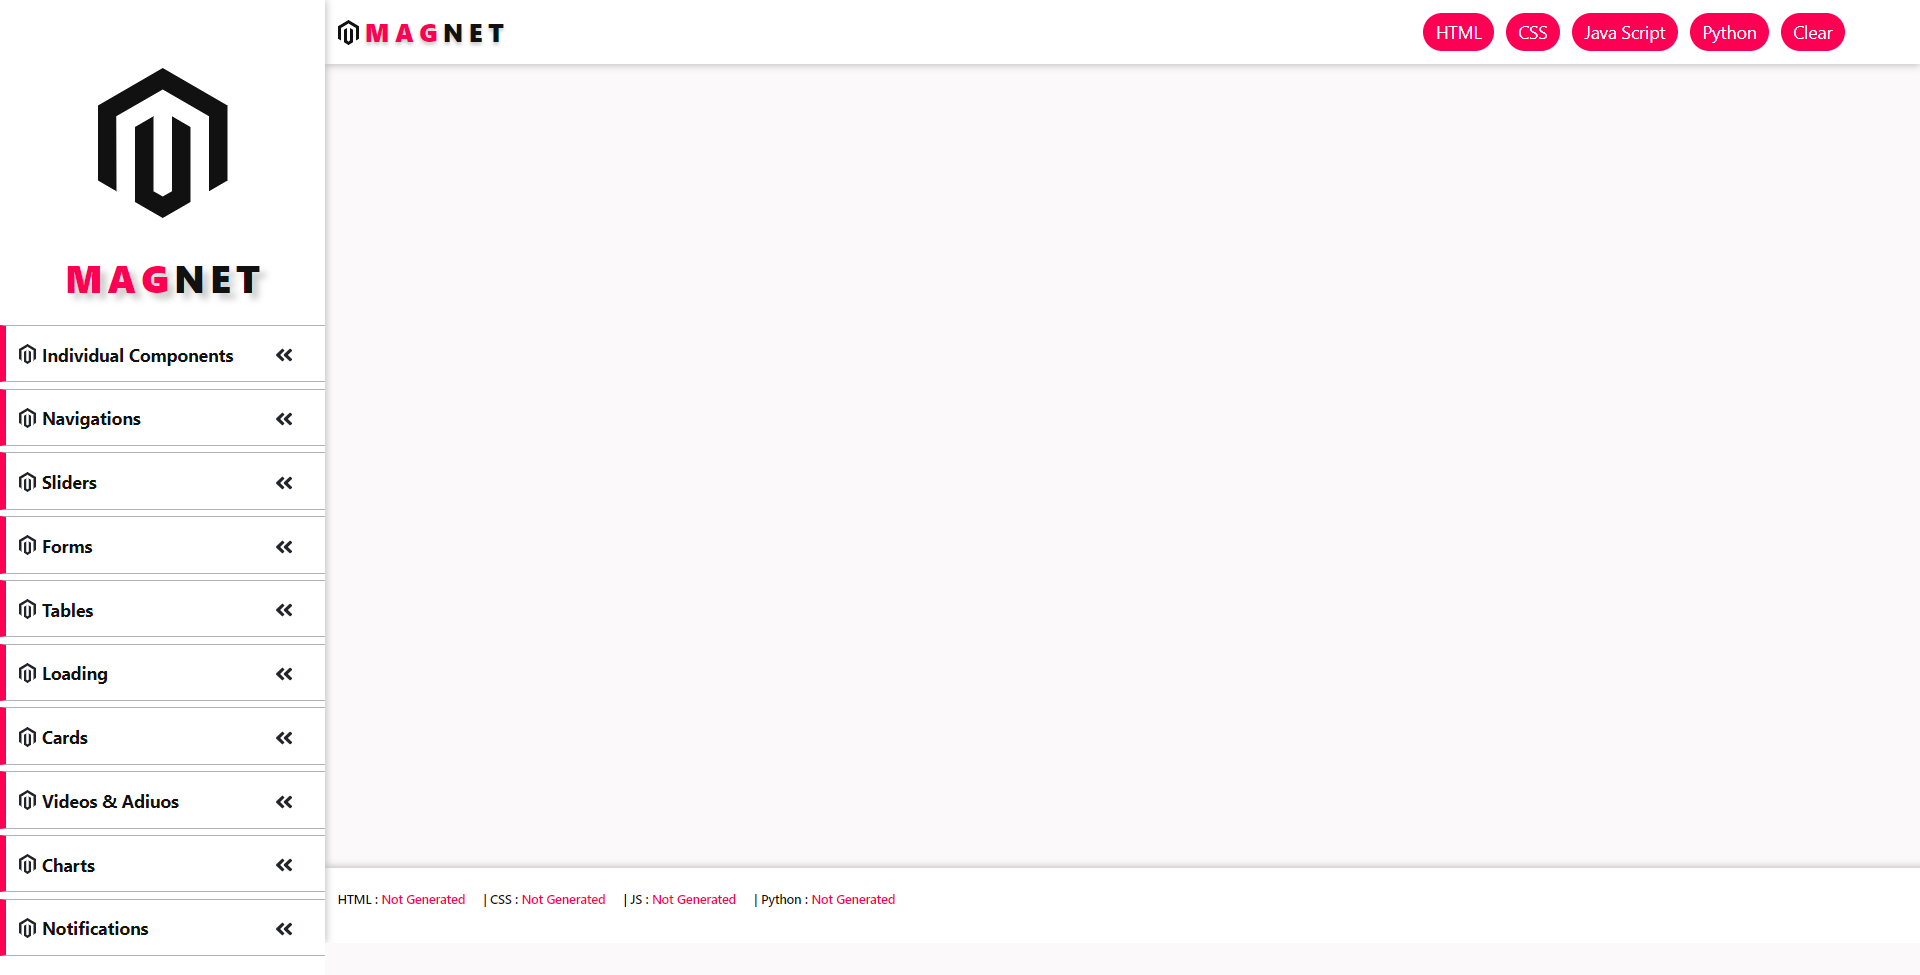 MAGNET
HTML CSS Java Script Python Clear
MAGNET
Individual Components
Navigations
Sliders
Forms
Tables
Loading
Cards
Videos & Adiuos
Charts
Notifications
HTML : Not Generated | CSS : Not Generated | JS : Not Generated | Python : Not Generated